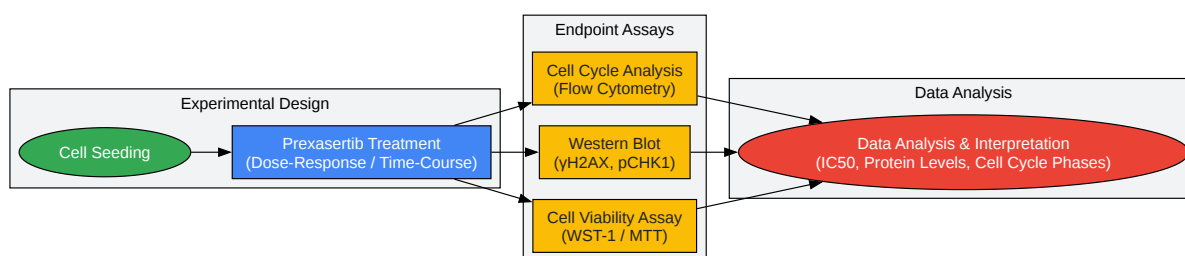 Experimental Design
Cell Seeding
Prexasertib Treatment
(Dose-Response / Time-Course)
Endpoint Assays
Cell Cycle Analysis
(Flow Cytometry)
Western Blot
(γH2AX, pCHK1)
Cell Viability Assay
(WST-1 / MTT)
Data Analysis
Data Analysis & Interpretation
(IC50, Protein Levels, Cell Cycle Phases)